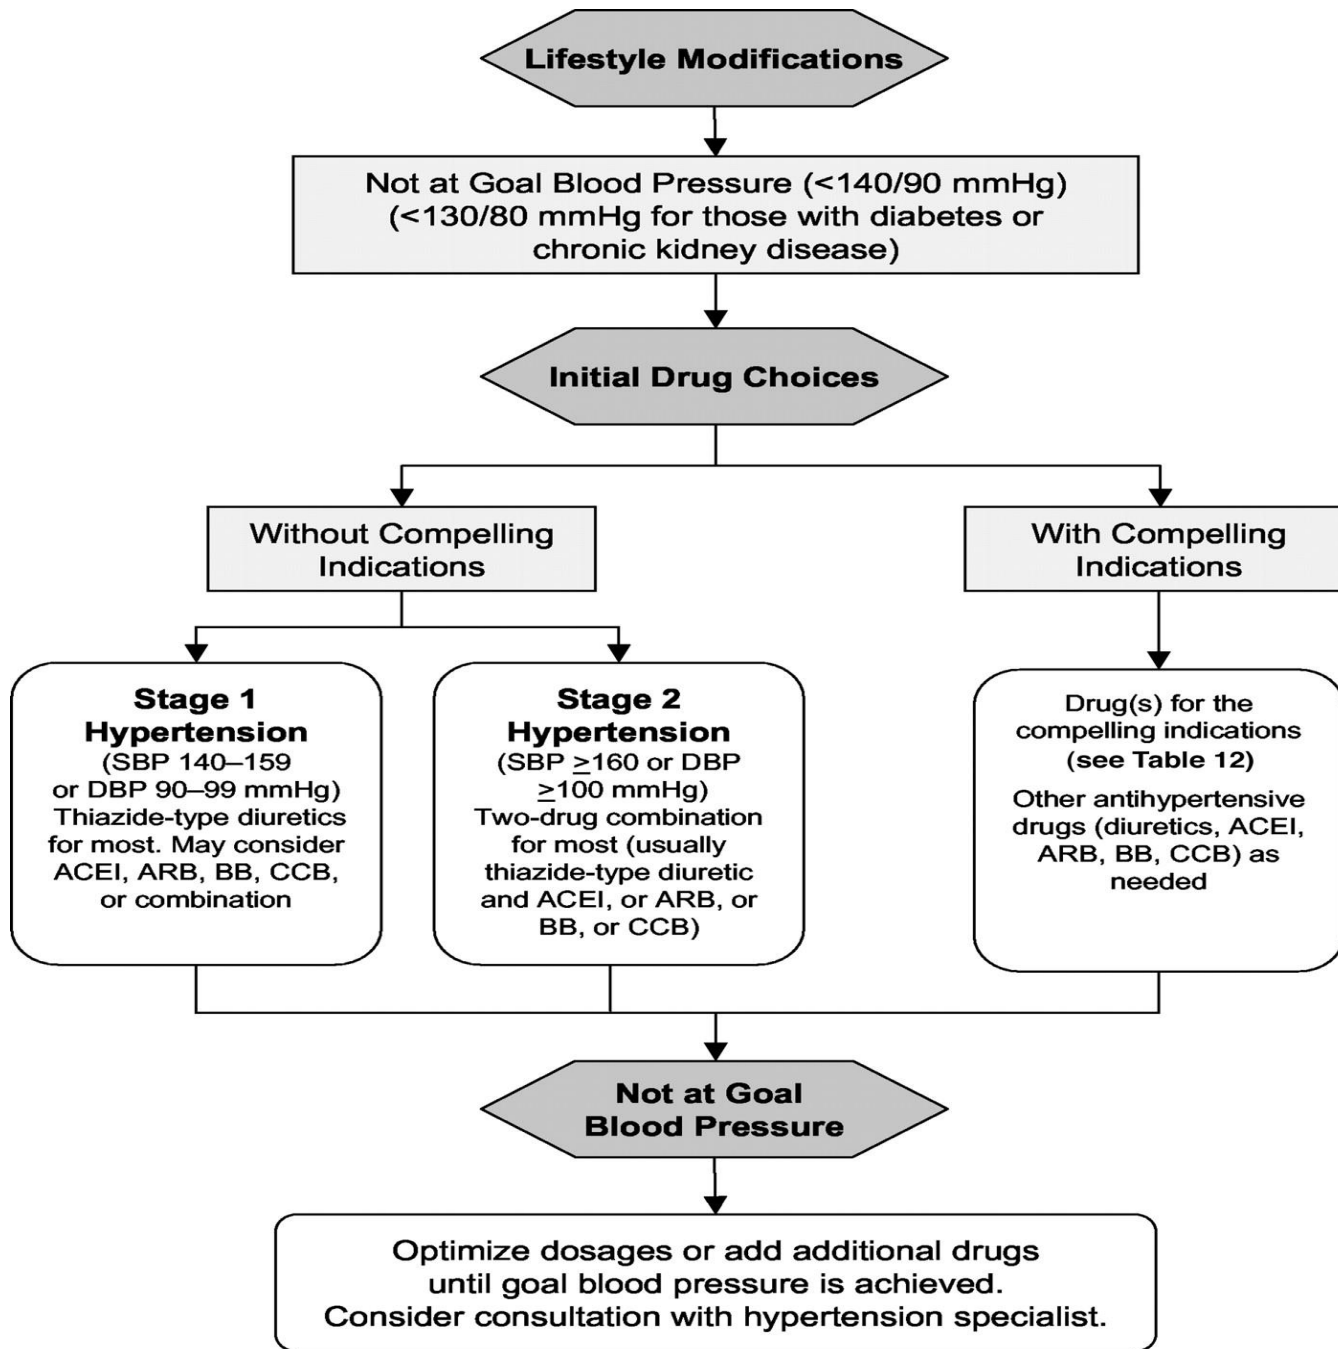 Lifestyle Modifications
Not at Goal Blood Pressure (<140/90 mmHg)
(<130/80 mmHg for those with diabetes or
chronic kidney disease)
Initial Drug Choices
Without Compelling
Indications
With Compelling
Indications
Stage 1
Hypertension
(SBP 140–159
or DBP 90–99 mmHg)
Thiazide-type diuretics
for most. May consider
ACEI, ARB, BB, CCB,
or combination
Stage 2
Hypertension
(SBP ≥160 or DBP
≥100 mmHg)
Two-drug combination
for most (usually
thiazide-type diuretic
and ACEI, or ARB, or
BB, or CCB)
Drug(s) for the
compelling indications
(see Table 12)
Other antihypertensive
drugs (diuretics, ACEI,
ARB, BB, CCB) as
needed
Not at Goal
Blood Pressure
Optimize dosages or add additional drugs
until goal blood pressure is achieved.
Consider consultation with hypertension specialist.